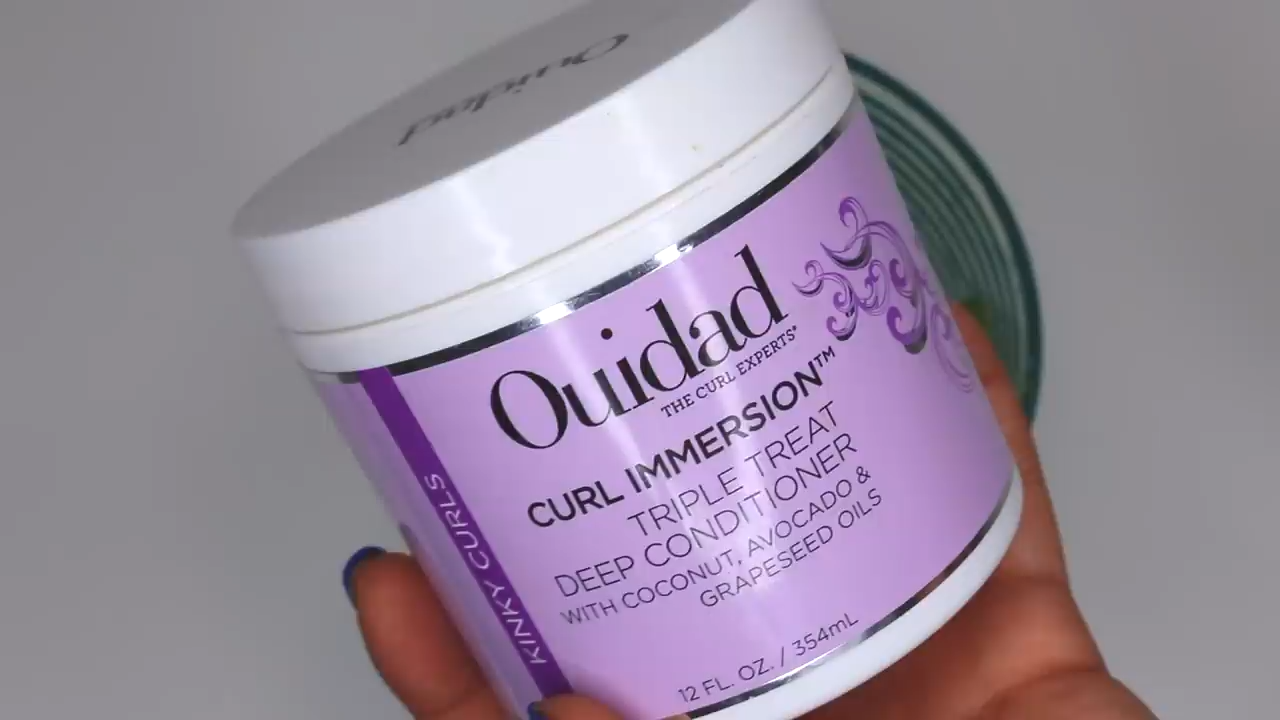 Ouidad
Ouidad
THE CURL EXPERTS®
CURL IMMERSION™
TRIPLE TREAT
DEEP CONDITIONER
WITH COCONUT, AVOCADO &
GRAPESEED OILS
12 FL. OZ. / 354mL
KINKY CURLS